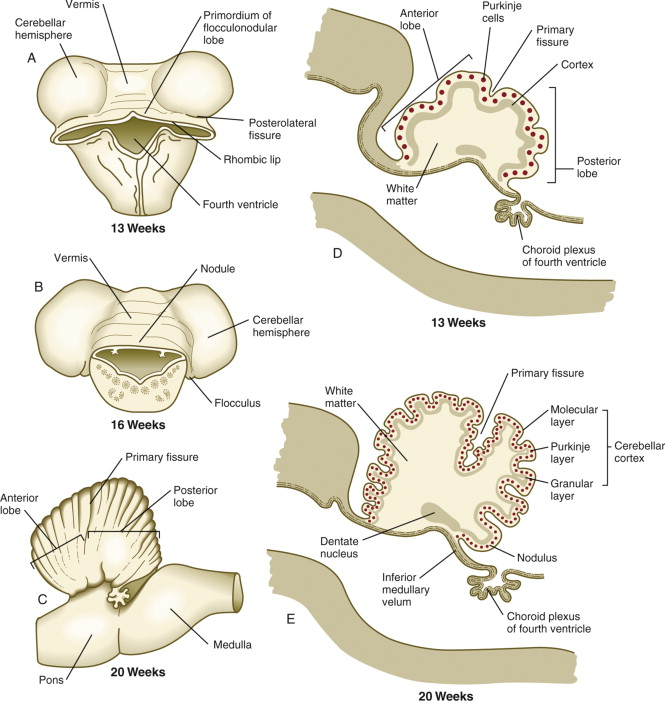 Vermis
Cerebellar
hemisphere
Primordium of
flocculonodular
lobe
A
Posterolateral
fissure
Rhombic lip
Fourth ventricle
13 Weeks
Anterior
lobe
Purkinje
cells
Primary
fissure
Cortex
White
matter
Posterior
lobe
Choroid plexus
of fourth ventricle
D
13 Weeks
Vermis
B
Nodule
Cerebellar
hemisphere
Flocculus
16 Weeks
Primary fissure
Anterior
lobe
Posterior
lobe
C
Medulla
Pons
20 Weeks
White
matter
Primary fissure
Molecular
layer
Purkinje
layer
Granular
layer
Cerebellar
cortex
Dentate
nucleus
Nodulus
Inferior
medullary
velum
Choroid plexus
of fourth ventricle
E
20 Weeks